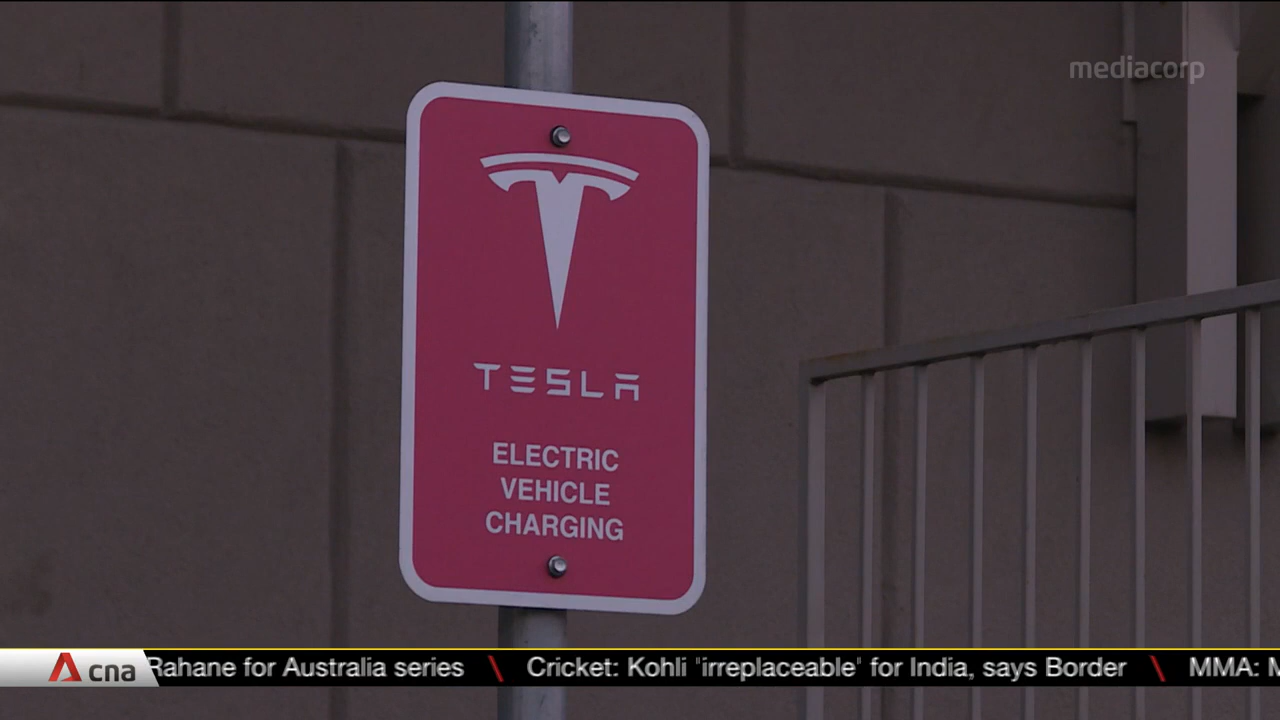 mediacorp
TESLA
ELECTRIC
VEHICLE
CHARGING
cna Rahane for Australia series \ Cricket: Kohli 'irreplaceable' for India, says Border \ MMA: